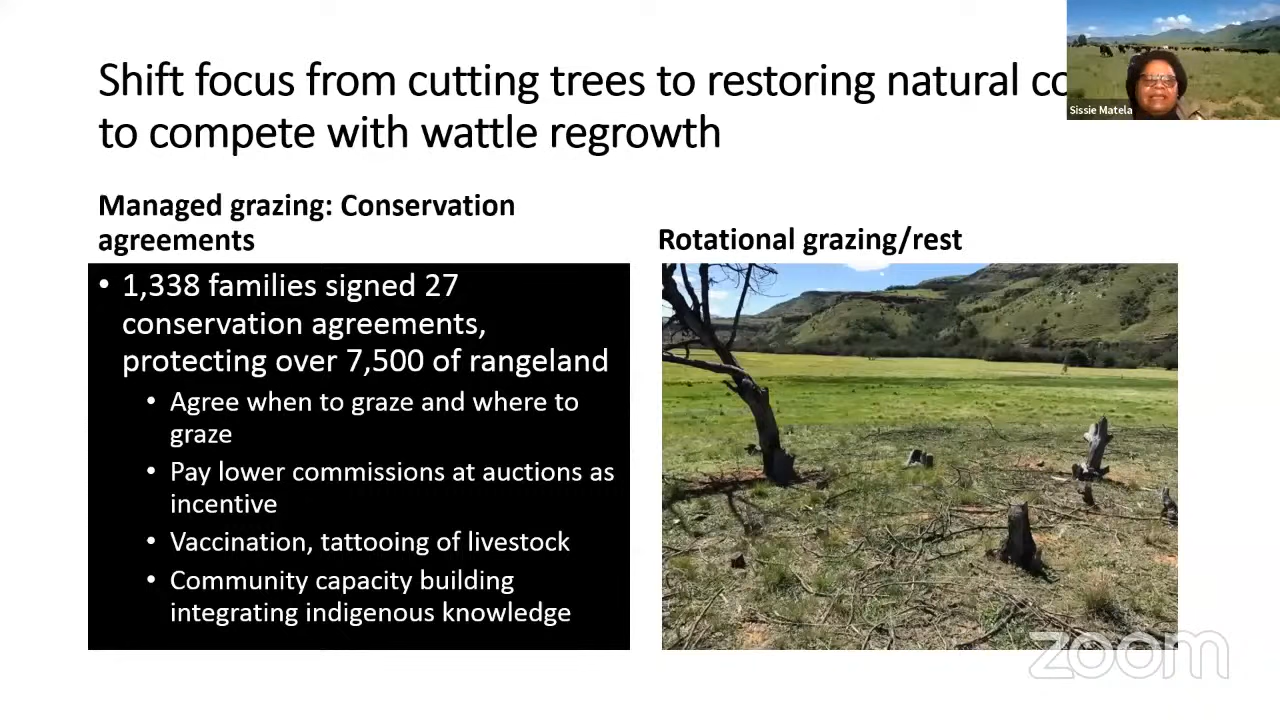 Shift focus from cutting trees to restoring natural
to compete with wattle regrowth
Sissie Matela
Managed grazing: Conservation
agreements
Rotational grazing/rest
• 1,338 families signed 27
conservation agreements,
protecting over 7,500 of rangeland
• Agree when to graze and where to
graze
• Pay lower commissions at auctions as
incentive
• Vaccination, tattooing of livestock
• Community capacity building
integrating indigenous knowledge
zoom